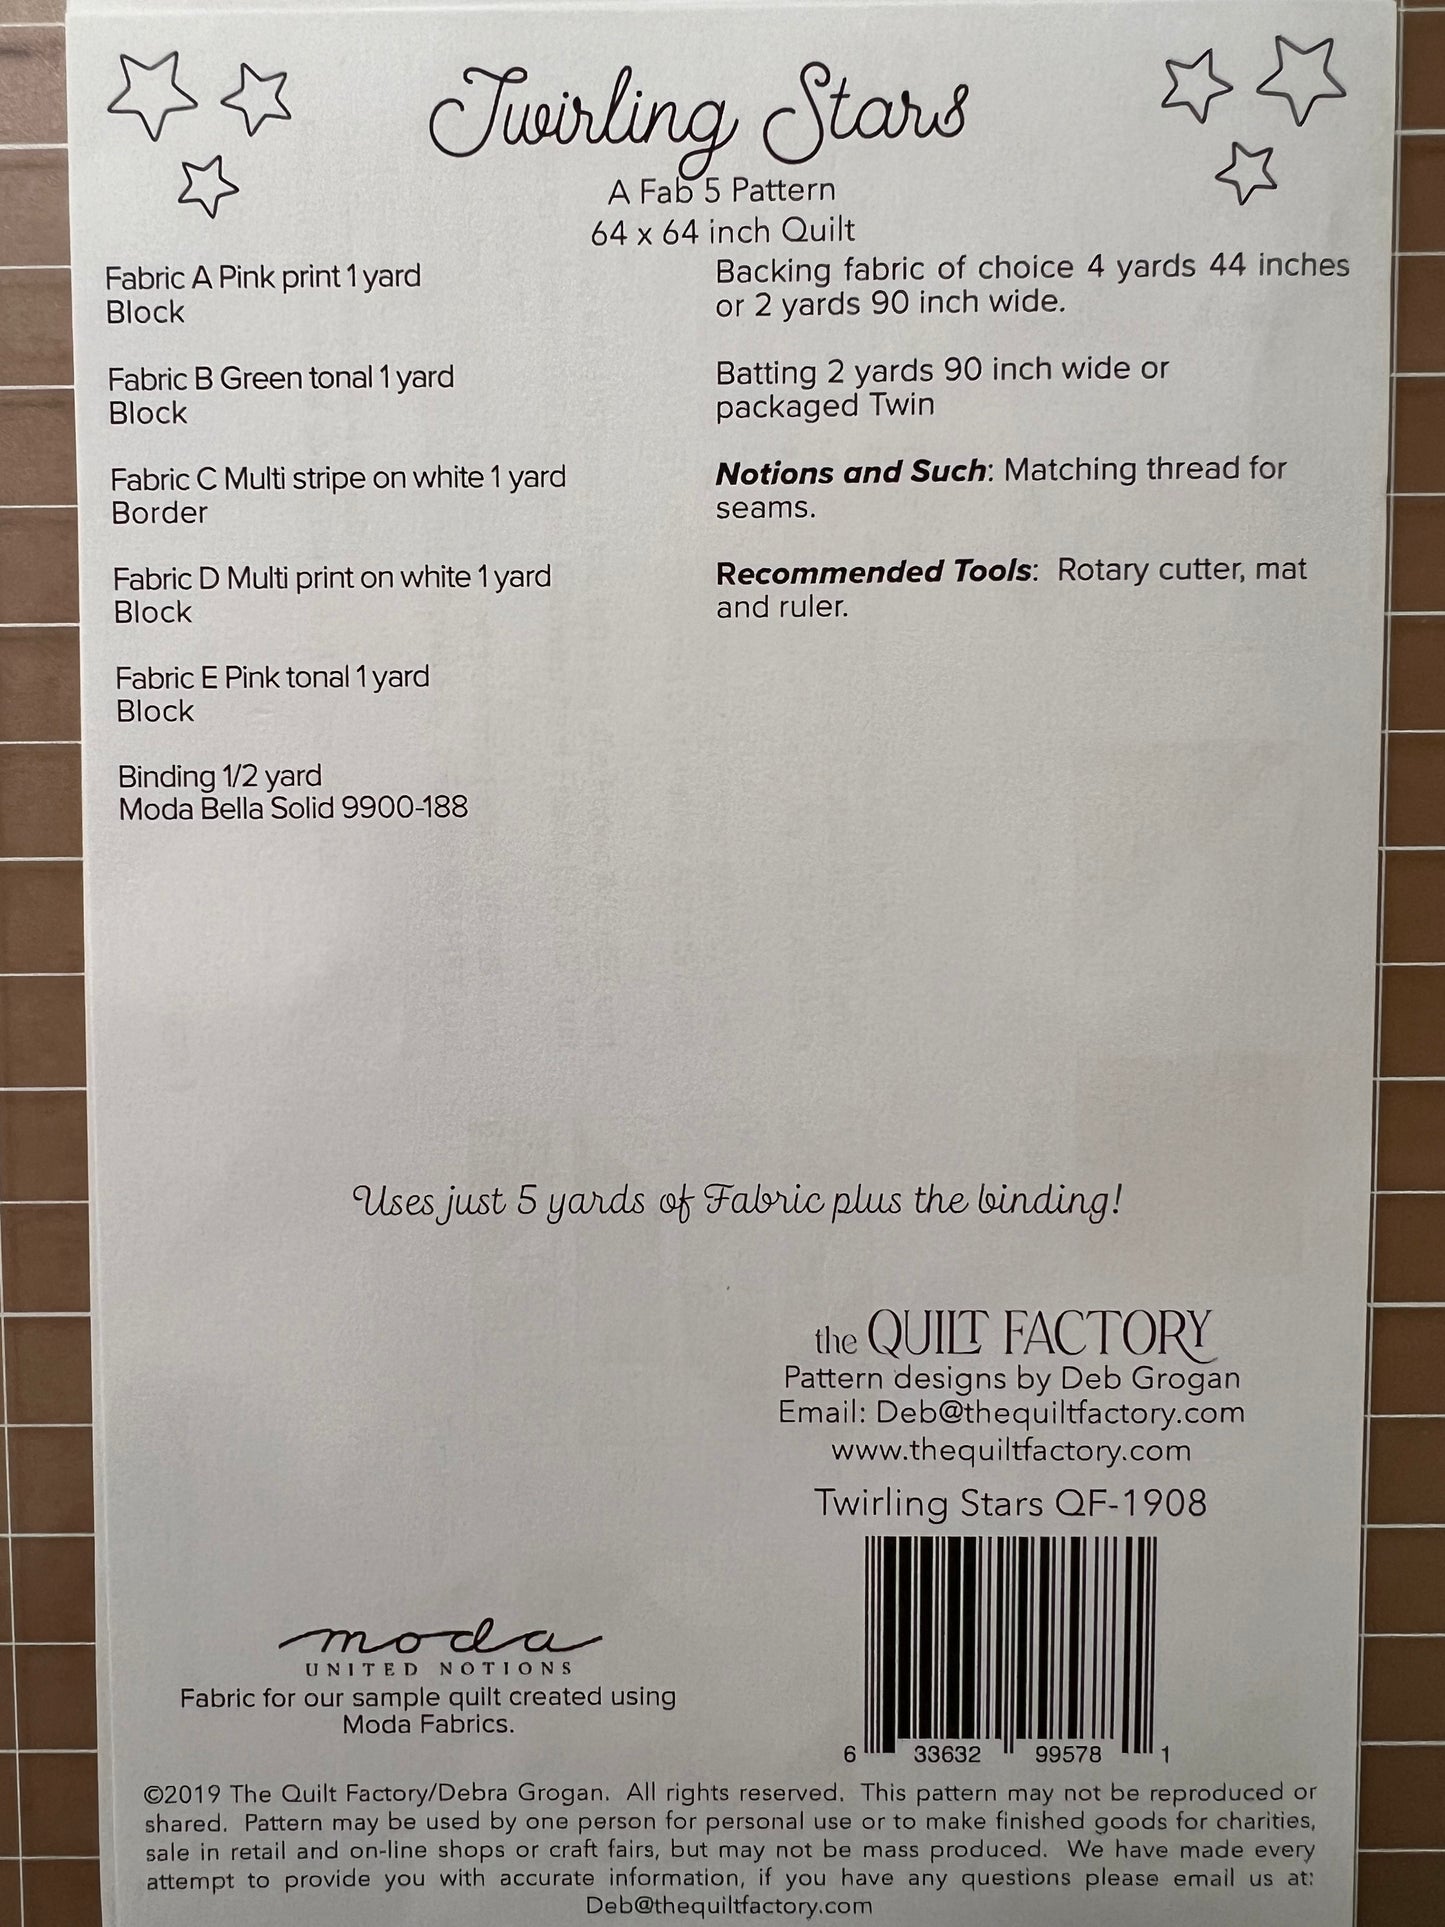 Twirling Stars
A Fab 5 Pattern
64 x 64 inch Quilt
Fabric A Pink print 1 yard
Block
Fabric B Green tonal 1 yard
Block
Fabric C Multi stripe on white 1 yard
Border
Fabric D Multi print on white 1 yard
Block
Fabric E Pink tonal 1 yard
Block
Binding 1/2 yard
Moda Bella Solid 9900-188
Backing fabric of choice 4 yards 44 inches
or 2 yards 90 inch wide.
Batting 2 yards 90 inch wide or
packaged Twin
Notions and Such: Matching thread for
seams.
Recommended Tools: Rotary cutter, mat
and ruler.
Uses just 5 yards of Fabric plus the binding!
the QUILT FACTORY
Pattern designs by Deb Grogan
Email: Deb@thequiltfactory.com
www.thequiltfactory.com
Twirling Stars QF-1908
6 33632 99578 1
moda
UNITED NOTIONS
Fabric for our sample quilt created using
Moda Fabrics.
©2019 The Quilt Factory/Debra Grogan. All rights reserved. This pattern may not be reproduced or
shared. Pattern may be used by one person for personal use or to make finished goods for charities,
sale in retail and on-line shops or craft fairs, but may not be mass produced. We have made every
attempt to provide you with accurate information, if you have any questions please email us at:
Deb@thequiltfactory.com